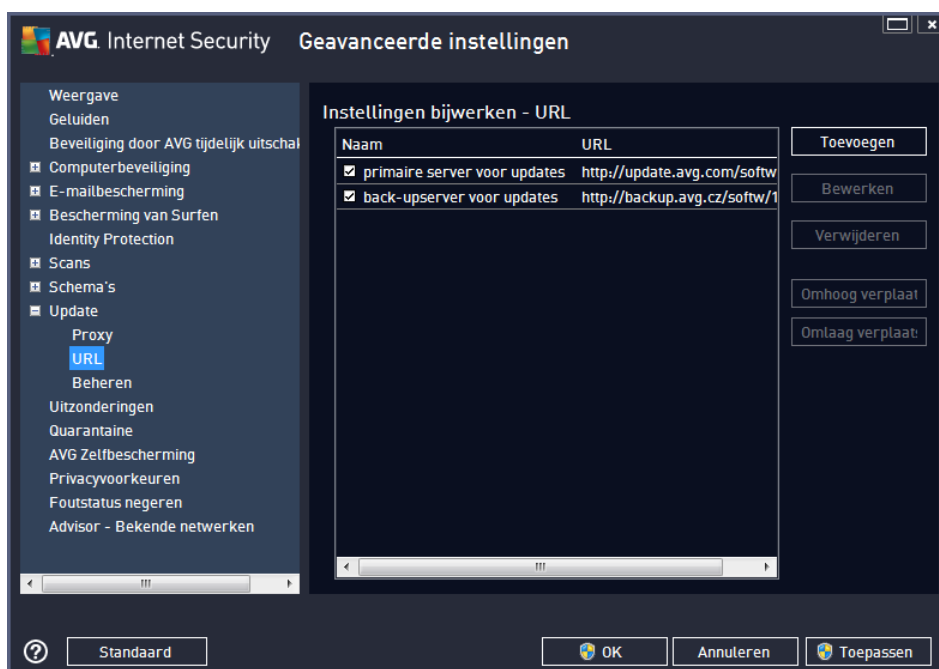 AVG. Internet Security Geavanceerde instellingen
Weergave
Geluiden
Beveiliging door AVG tijdelijk uitschal
Computerbeveiliging
E-mailbescherming
Bescherming van Surfen
Identity Protection
Scans
Schema's
Update
Proxy
URL
Beheren
Uitzonderingen
Quarantaine
AVG Zelfbescherming
Privacyvoorkeuren
Foutstatus negeren
Advisor - Bekende netwerken
Instellingen bijwerken - URL
Naam URL
primaire server voor updates http://update.avg.com/softw
back-upserver voor updates http://backup.avg.cz/softw/1
Toevoegen
Bewerken
Verwijderen
Omhoog verplaat
Omlaag verplaats
Standaard
OK
Annuleren
Toepassen